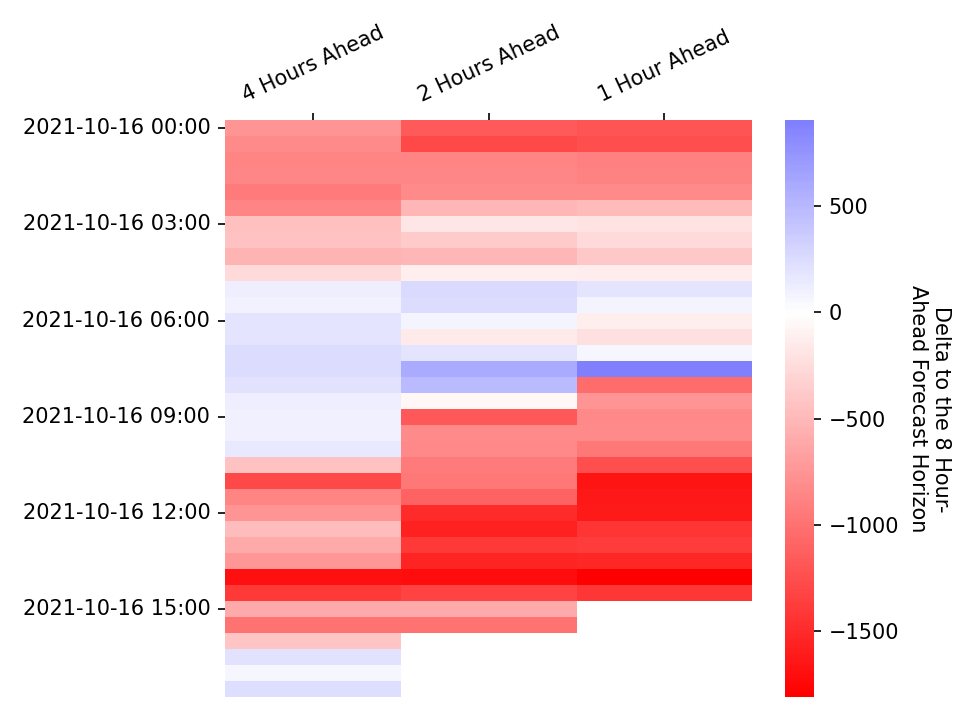 4 Hours Ahead
2 Hours Ahead
1 Hour Ahead
2021-10-16 00:00
2021-10-16 03:00
2021-10-16 06:00
2021-10-16 09:00
2021-10-16 12:00
2021-10-16 15:00
500
0
−500
−1000
−1500
Delta to the 8 Hour-
Ahead Forecast Horizon